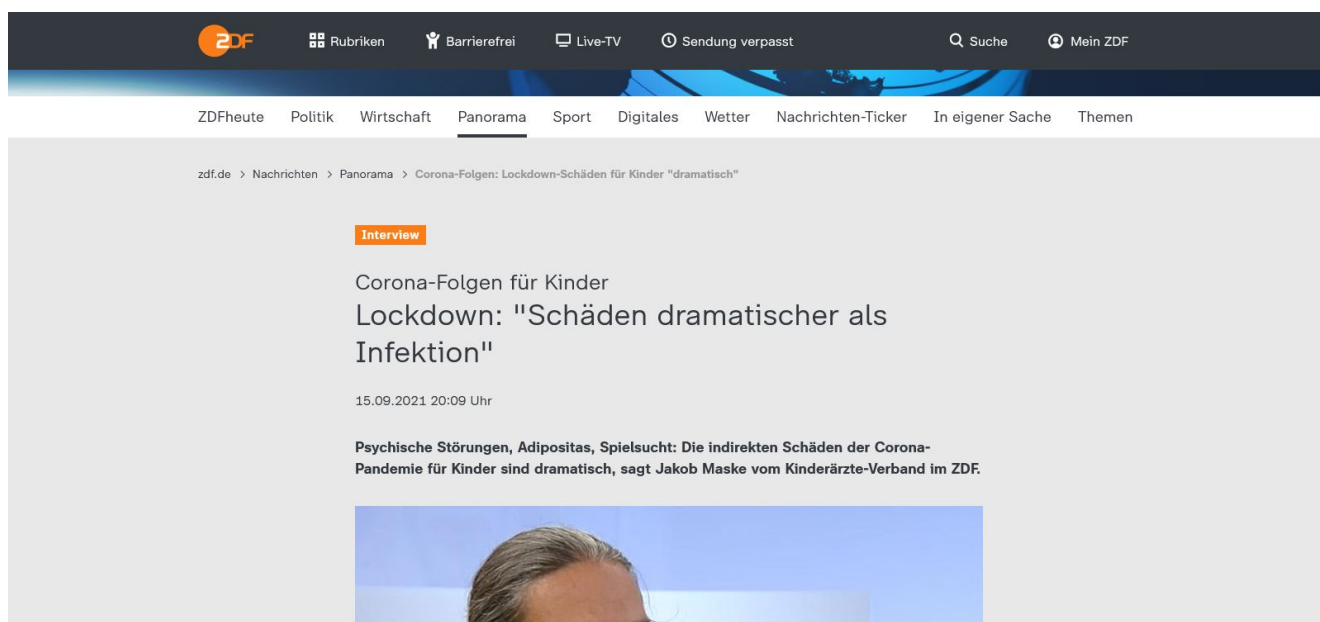 ZDF Rubriken Barrierefrei Live-TV Sendung verpasst Suche Mein ZDF
ZDFheute Politik Wirtschaft Panorama Sport Digitales Wetter Nachrichten-Ticker In eigener Sache Themen
zdf.de > Nachrichten > Panorama > Corona-Folgen: Lockdown-Schäden für Kinder "dramatisch"
Interview
Corona-Folgen für Kinder
Lockdown: "Schäden dramatischer als
Infektion"
15.09.2021 20:09 Uhr
Psychische Störungen, Adipositas, Spielsucht: Die indirekten Schäden der Corona-
Pandemie für Kinder sind dramatisch, sagt Jakob Maske vom Kinderärzte-Verband im ZDF.